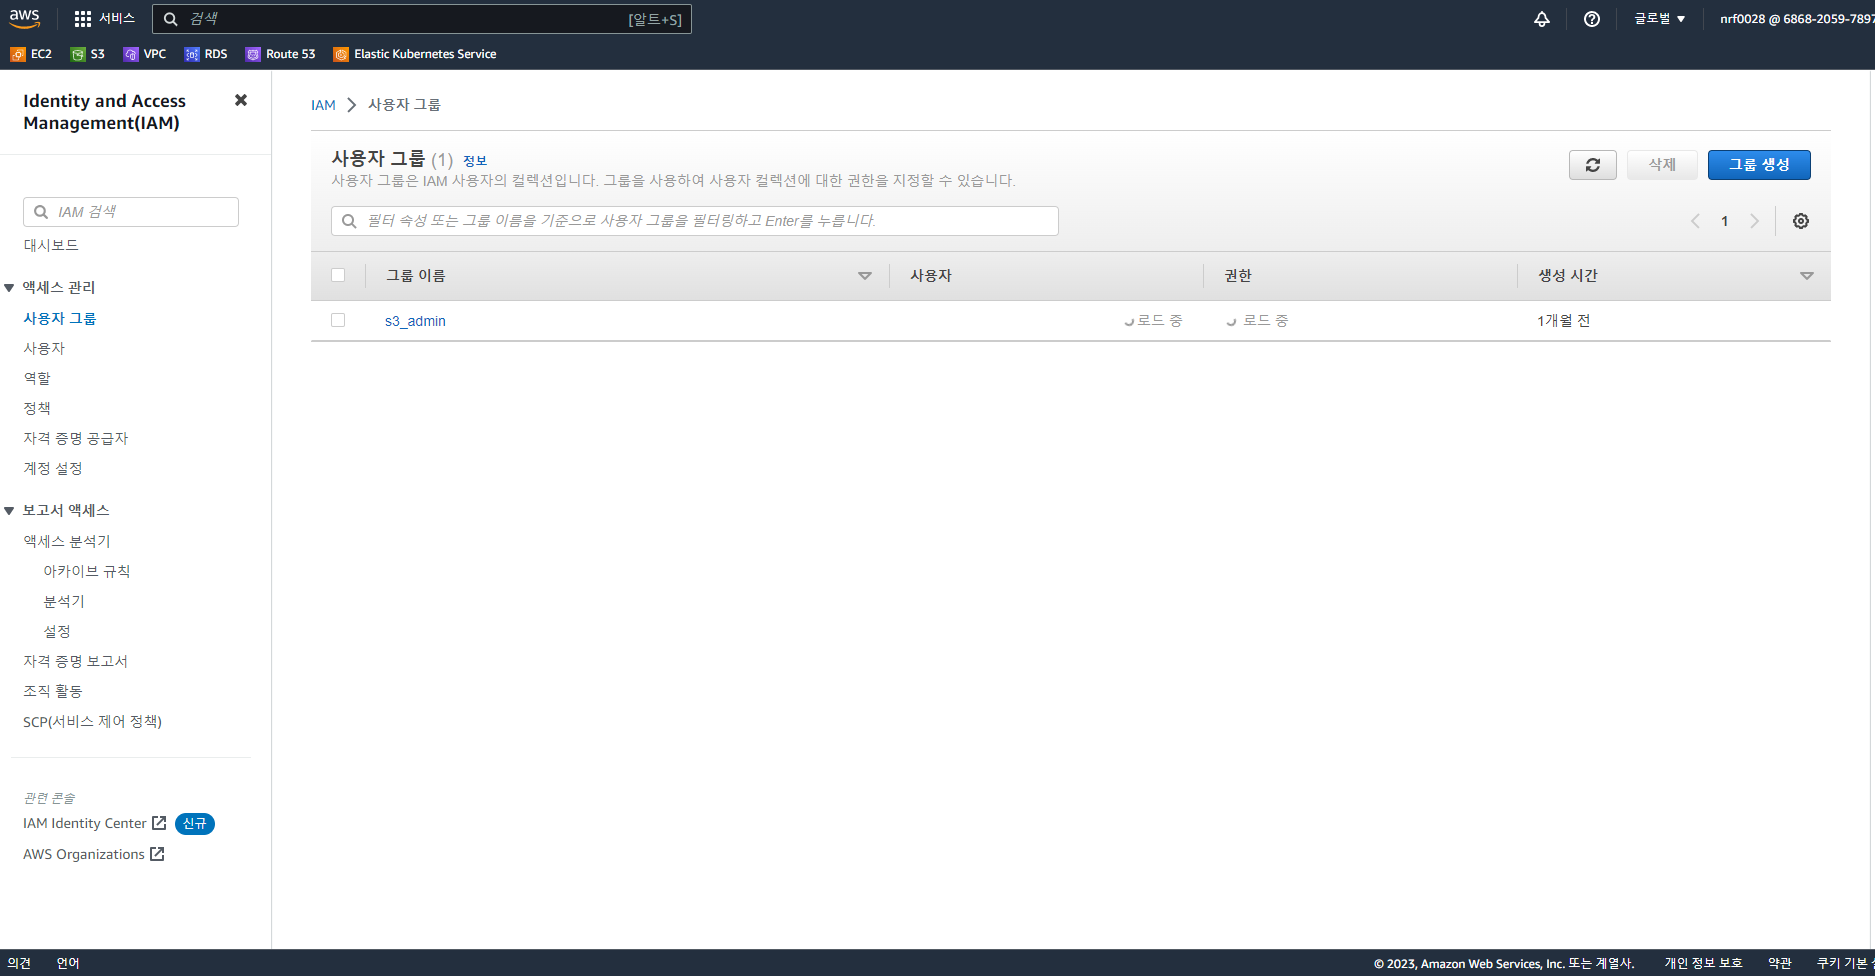 aws
서비스
검색
[알트+S]
글로벌
nrf0028 @ 6868-2059-7897
EC2
S3
VPC
RDS
Route 53
Elastic Kubernetes Service
Identity and Access
Management(IAM)
IAM 검색
대시보드
액세스 관리
사용자 그룹
사용자
역할
정책
자격 증명 공급자
계정 설정
보고서 액세스
액세스 분석기
아카이브 규칙
분석기
설정
자격 증명 보고서
조직 활동
SCP(서비스 제어 정책)
관련 콘솔
IAM Identity Center 신규
AWS Organizations
IAM 사용자 그룹
사용자 그룹 (1) 정보
사용자 그룹은 IAM 사용자의 컬렉션입니다. 그룹을 사용하여 사용자 컬렉션에 대한 권한을 지정할 수 있습니다.
삭제
그룹 생성
필터 속성 또는 그룹 이름을 기준으로 사용자 그룹을 필터링하고 Enter를 누릅니다.
1
그룹 이름 사용자 권한 생성 시간
s3_admin 로드 중 로드 중 1개월 전
의견 언어
© 2023, Amazon Web Services, Inc. 또는 계열사. 개인 정보 보호 약관 쿠키 기본